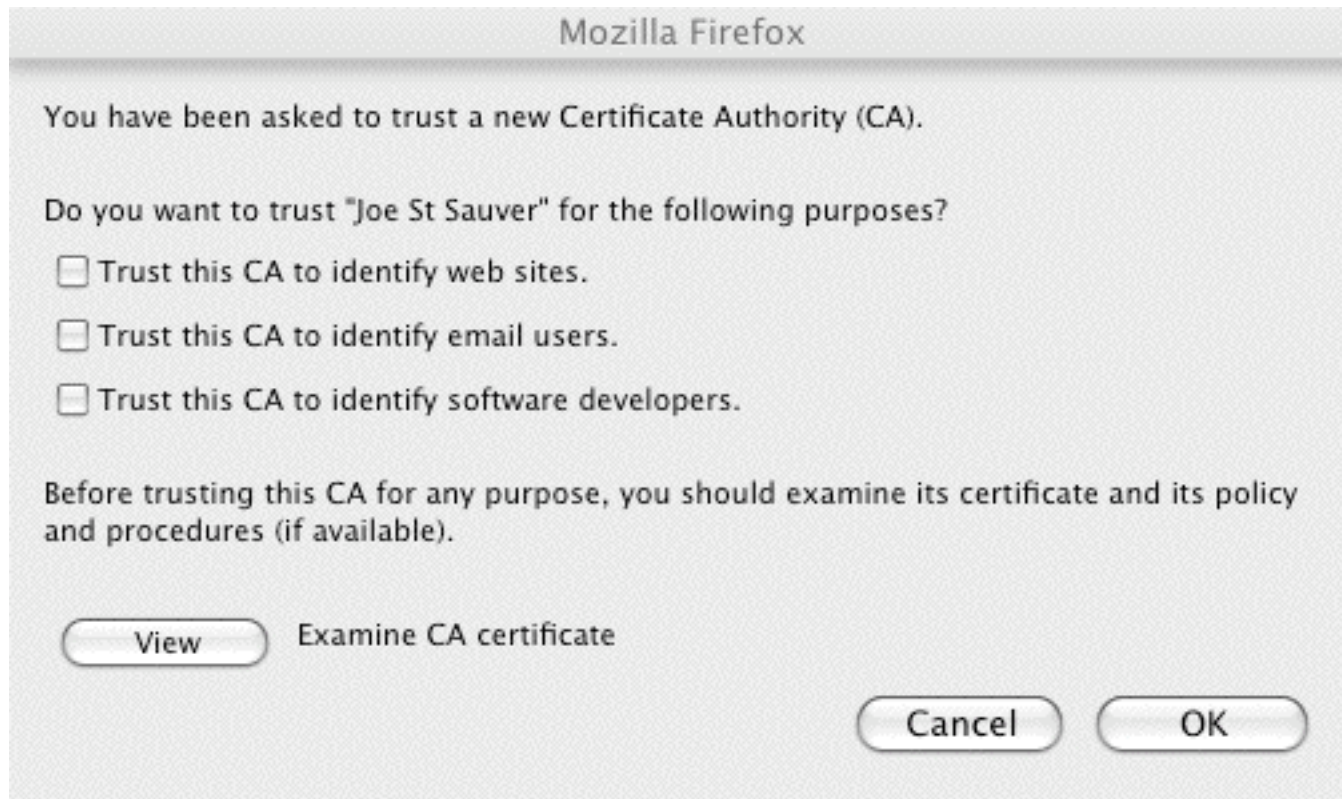 Mozilla Firefox
You have been asked to trust a new Certificate Authority (CA).
Do you want to trust "Joe St Sauver" for the following purposes?
Trust this CA to identify web sites.
Trust this CA to identify email users.
Trust this CA to identify software developers.
Before trusting this CA for any purpose, you should examine its certificate and its policy
and procedures (if available).
View Examine CA certificate
Cancel OK